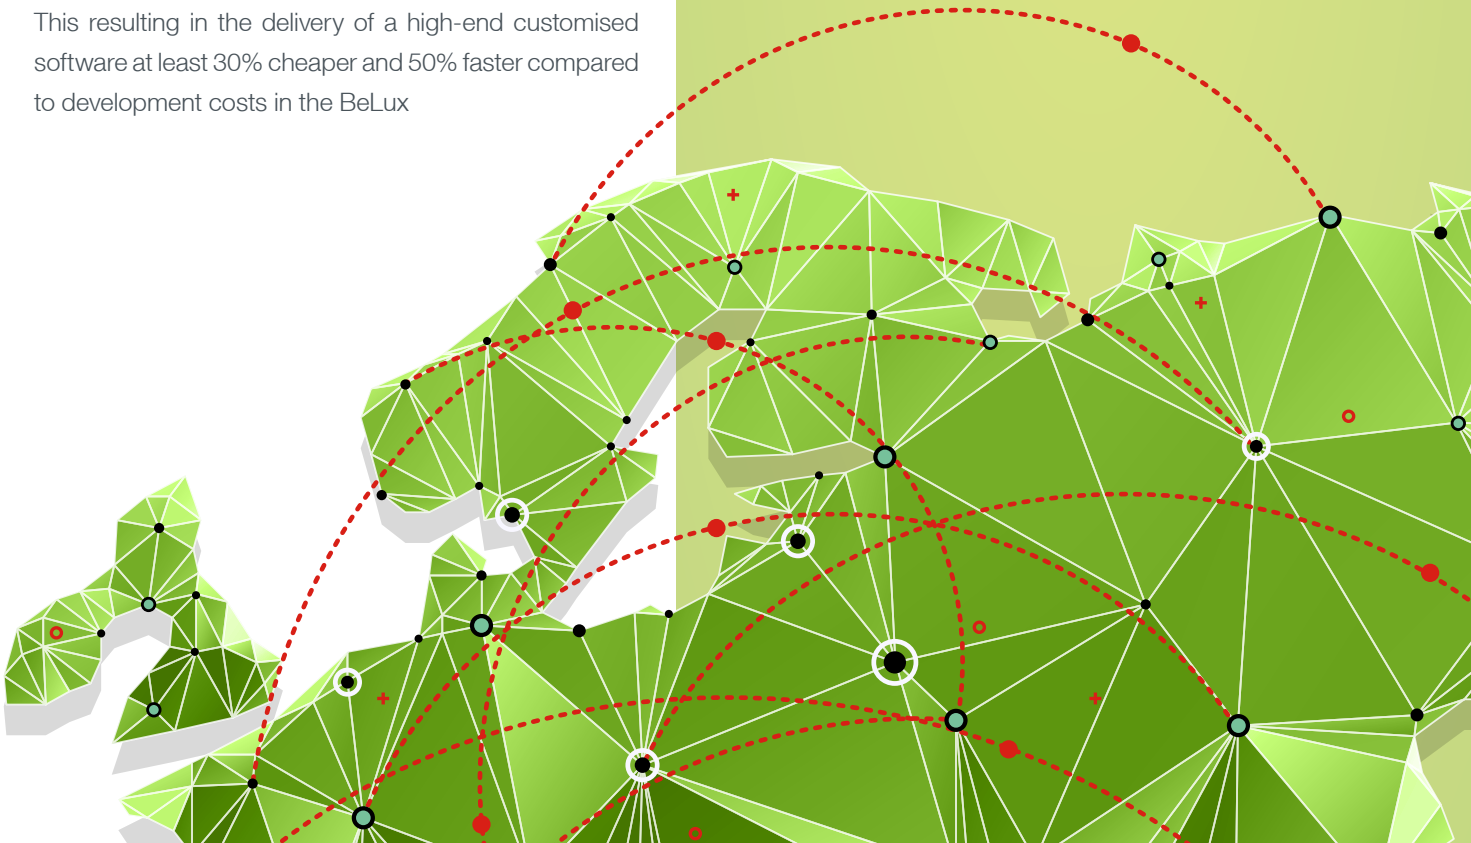 This resulting in the delivery of a high-end customised
software at least 30% cheaper and 50% faster compared
to development costs in the BeLux